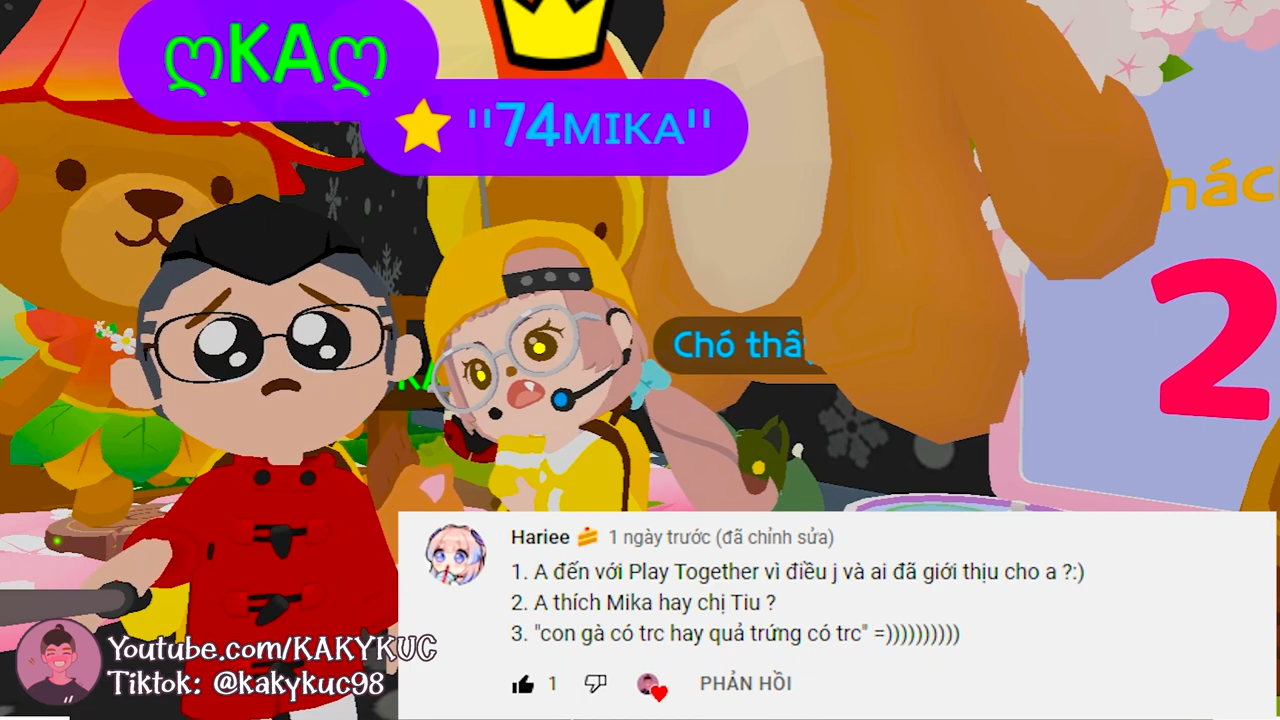 ღKAღ
"74MIKA"
Chó thâ
2
Hariee 1 ngày trước (đã chỉnh sửa)
1. A đến với Play Together vì điều j và ai đã giới thịu cho a ?:)
2. A thích Mika hay chị Tiu ?
3. "con gà có trc hay quả trứng có trc" =))))))))))
1
PHẢN HỒI
Youtube.com/KAKYKUC
Tiktok: @kakykuc98